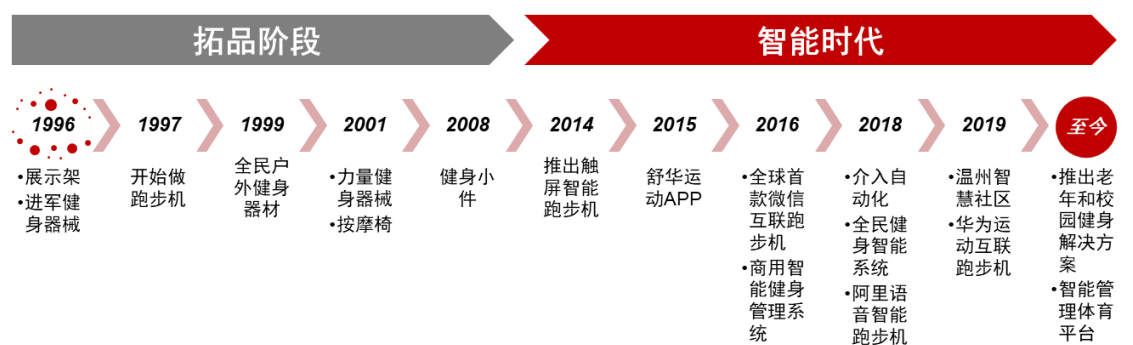 拓品阶段
智能时代
1996
1997
1999
2001
2008
2014
2015
2016
2018
2019
至今
•展示架
•进军健
身器械
开始做
跑步机
全民户
外健身
器材
•力量健
身器械
•按摩椅
健身小
件
推出触
屏智能
跑步机
舒华运
动APP
•全球首
款微信
互联跑
步机
•商用智
能健身
管理系
统
•介入自
动化
•全民健
身智能
系统
•阿里语
音智能
跑步机
•温州智
慧社区
•华为运
动互联
跑步机
•推出老
年和校
园健身
解决方
案
•智能管
理体育
平台